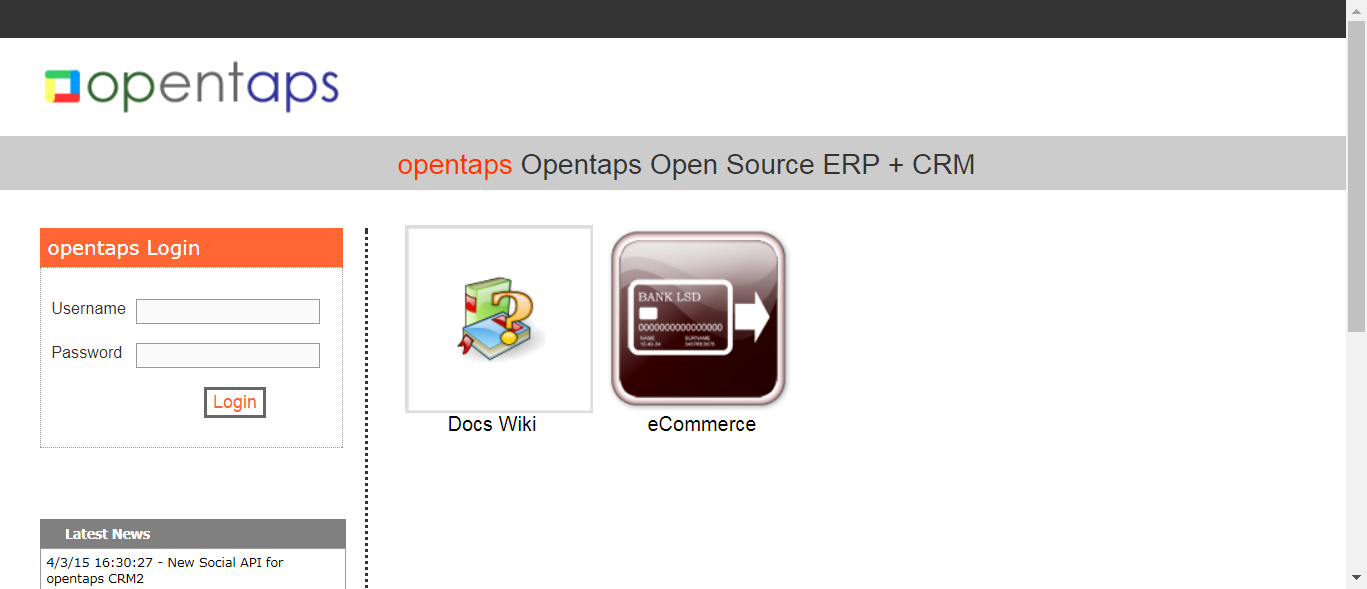 opentaps
opentaps Opentaps Open Source ERP + CRM
opentaps Login
Username
Password
Login
BANK LSD
0000000000000000
NAME
SURNAME
Docs Wiki
eCommerce
Latest News
4/3/15 16:30:27 - New Social API for
opentaps CRM2